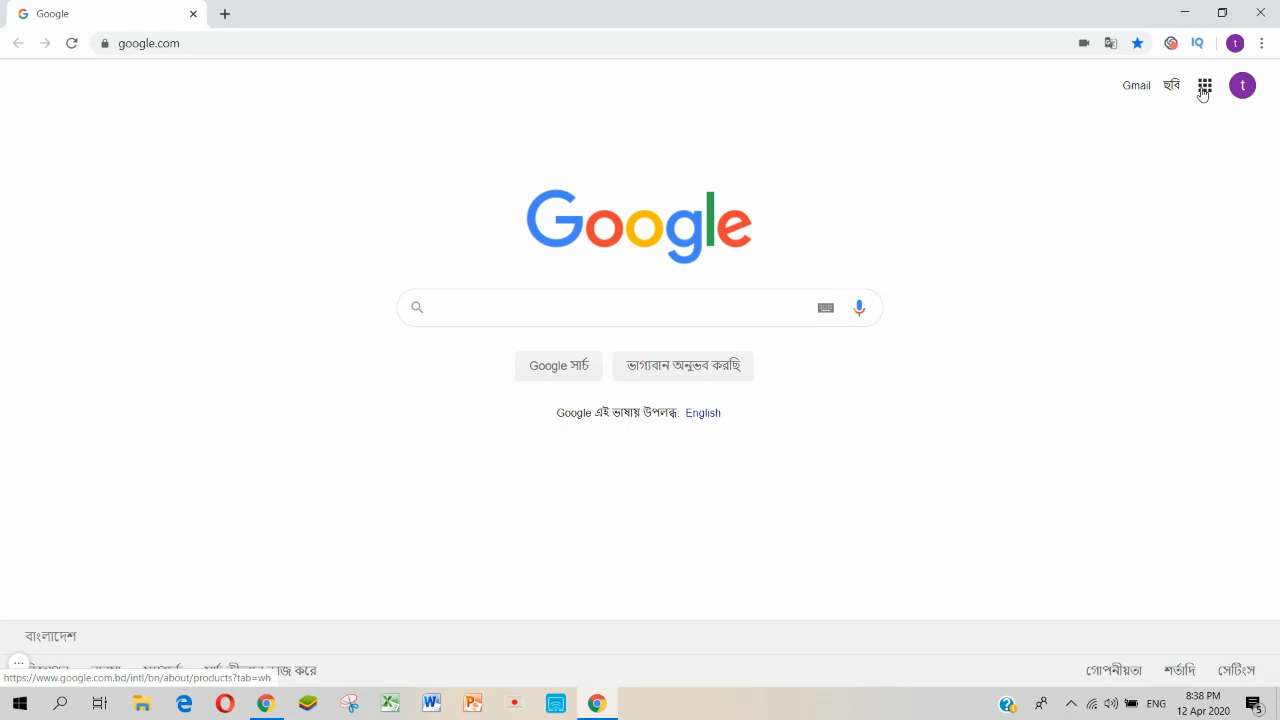 Google
google.com
Gmail ছবি t
t
Google
Google সার্চ ভাগ্যবান অনুভব করছি
Google এই ভাষায় উপলব্ধ: English
বাংলাদেশ
গোপনীয়তা শর্তাদি সেটিংস
https://www.google.com.bd/intl/bn/about/products?tab=wh
ENG
8:38 PM
12 Apr 2020
5